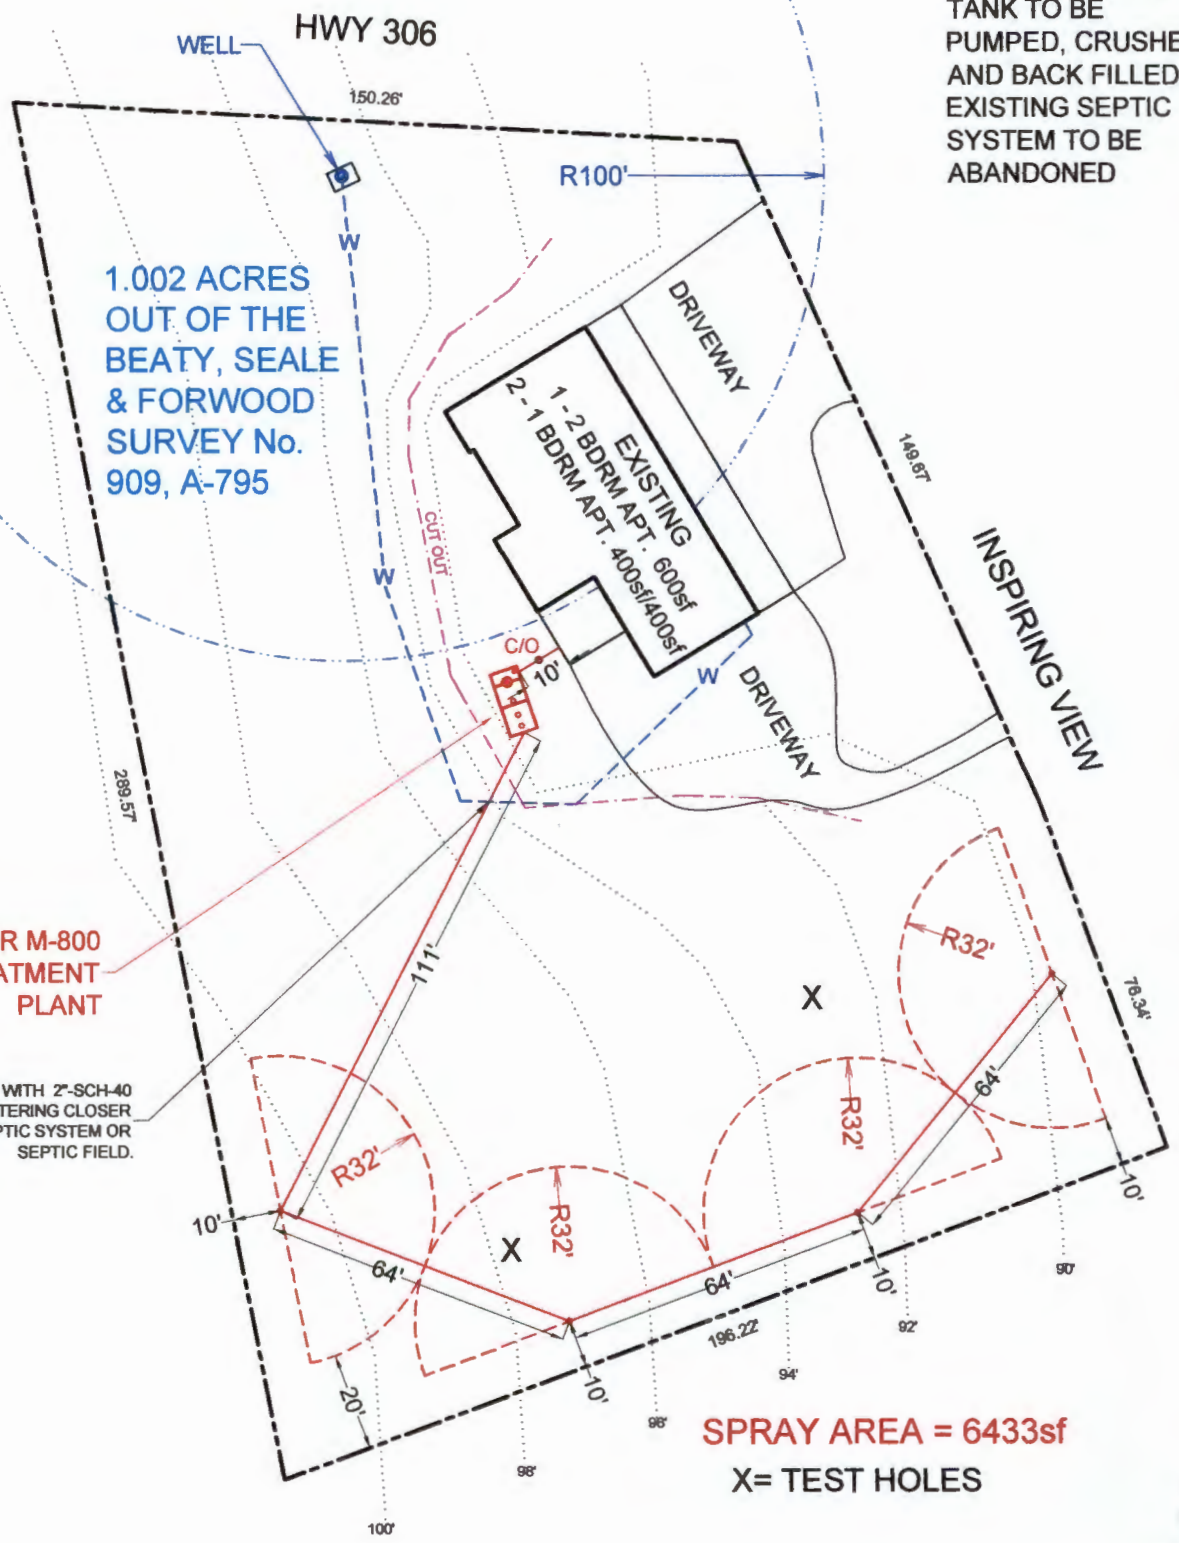 HWY 306
WELL
150.26'
TANK TO BE
PUMPED, CRUSHE
AND BACK FILLED
EXISTING SEPTIC
SYSTEM TO BE
ABANDONED
R100'
W
1.002 ACRES
OUT OF THE
BEATY, SEALE
& FORWOOD
SURVEY No.
909, A-795
DRIVEWAY
EXISTING
1 - 2 BDRM APT. 600sf
2 - 1 BDRM APT. 400sf/400sf
149.67'
INSPIRING VIEW
CUT OUT
W
C/O
10'
W
DRIVEWAY
289.57'
R M-800
ATMENT
PLANT
111'
R32'
X
78.34'
WITH 2"-SCH-40
TERING CLOSER
PTIC SYSTEM OR
SEPTIC FIELD.
64'
R32'
R32'
R32'
10'
10'
X
64'
64'
10'
90'
196.22'
92'
20'
10'
94'
96'
SPRAY AREA = 6433sf
98'
X= TEST HOLES
100'